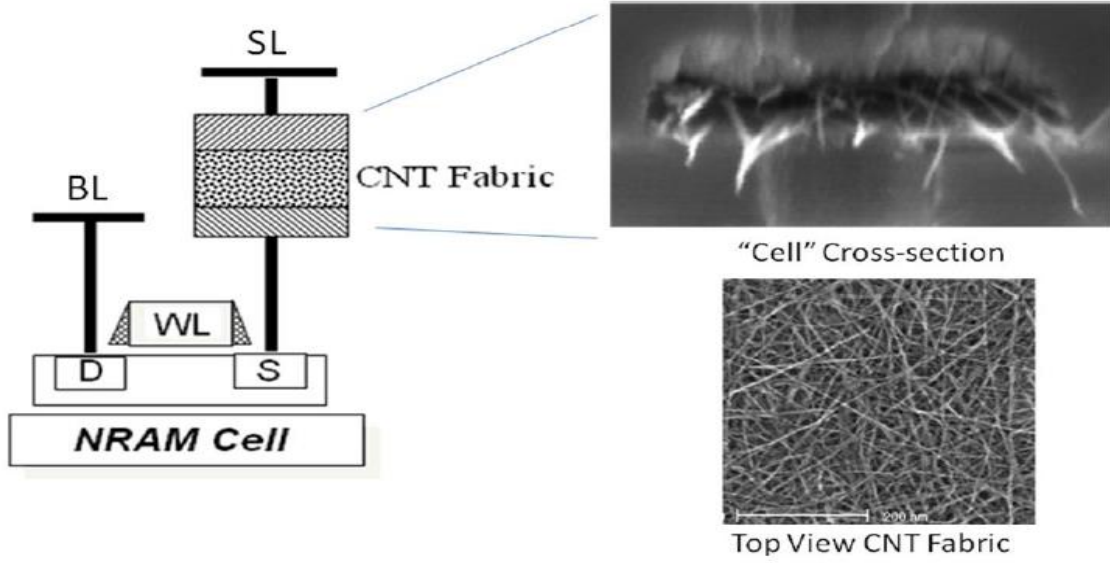 SL
CNT Fabric
BL
WL
D
S
NRAM Cell
“Cell” Cross-section
200 nm
Top View CNT Fabric